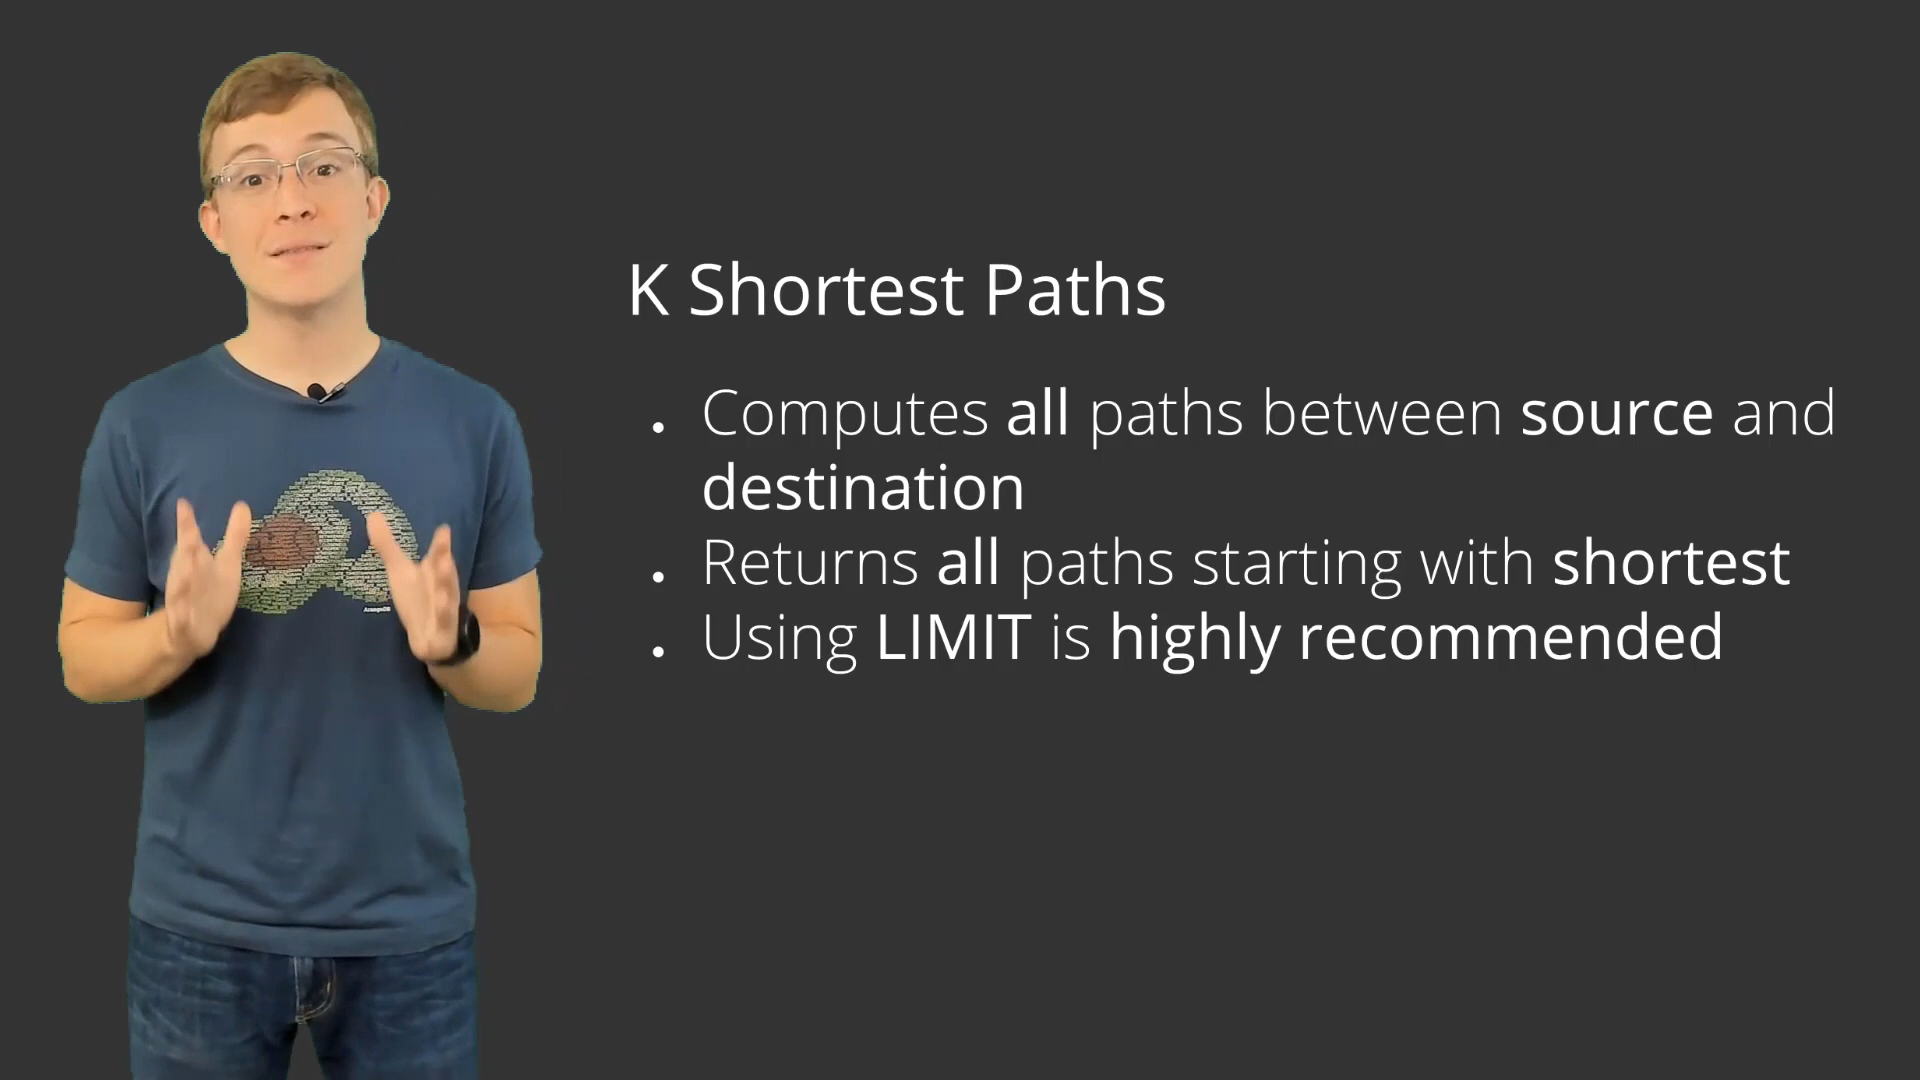 K Shortest Paths
Computes all paths between source and
destination
Returns all paths starting with shortest
Using LIMIT is highly recommended
ArangoDB